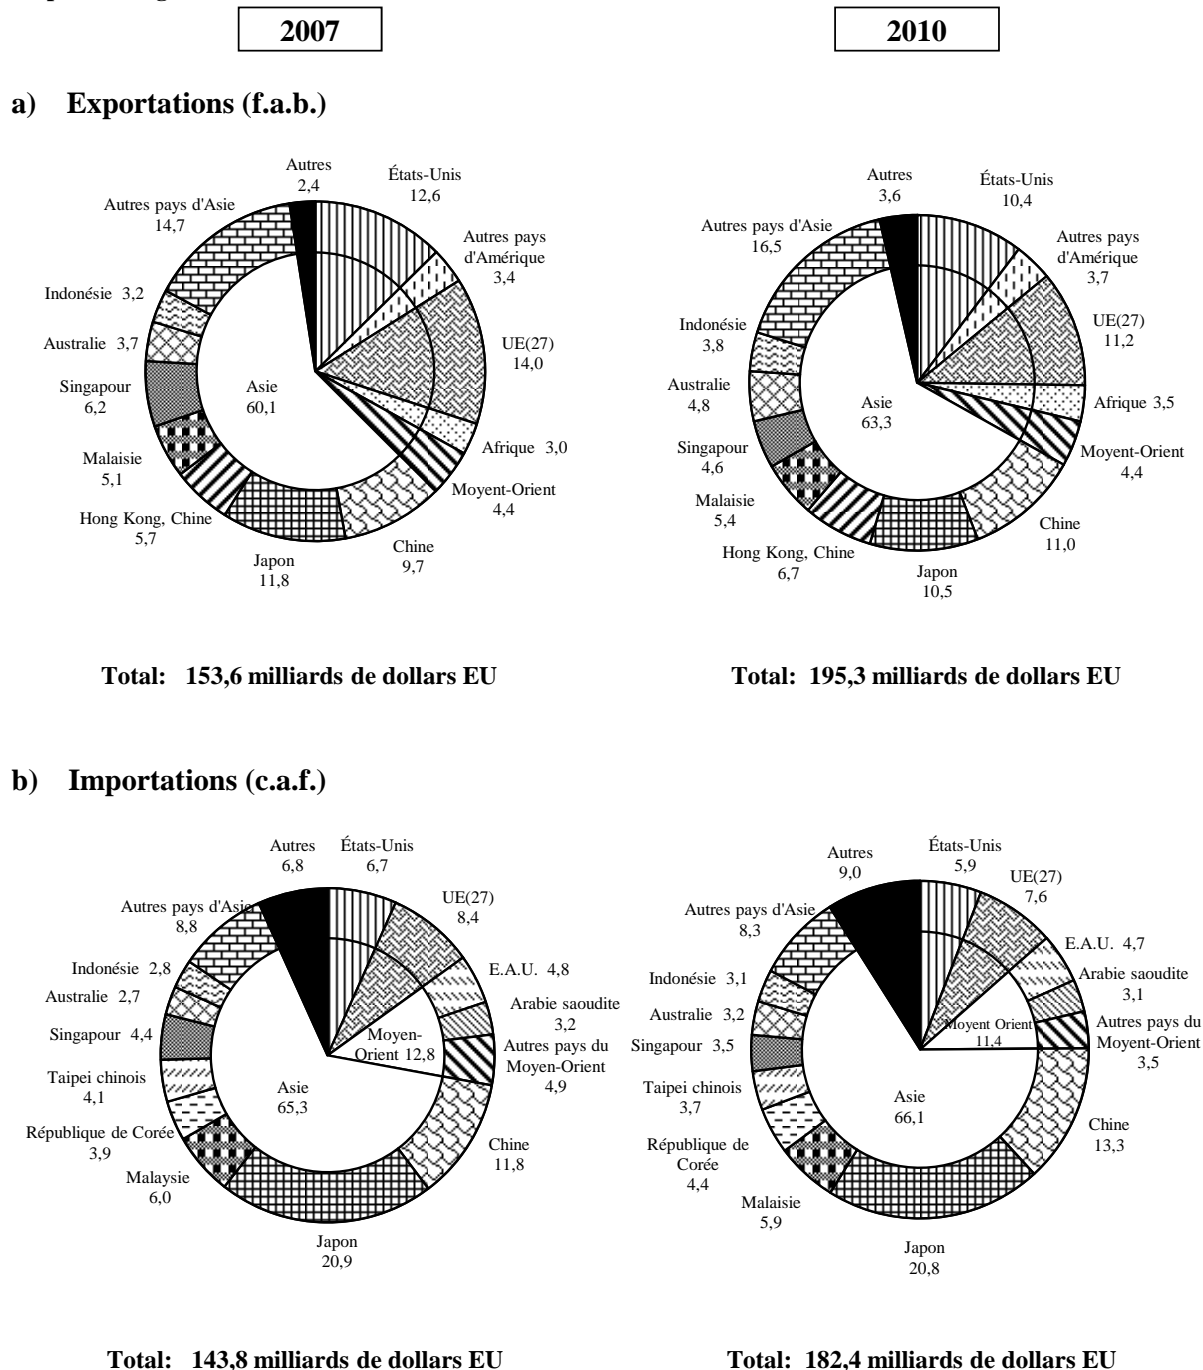 2007
2010
a) Exportations (f.a.b.)
Autres
2,4
États-Unis
12,6
Autres pays
d'Amérique
3,4
UE(27)
14,0
Afrique 3,0
Moyent-Orient
4,4
Chine
9,7
Japon
11,8
Hong Kong, Chine
5,7
Malaisie
5,1
Singapour
6,2
Australie 3,7
Indonésie 3,2
Autres pays d'Asie
14,7
Asie
60,1
Total: 153,6 milliards de dollars EU
Autres
3,6
États-Unis
10,4
Autres pays
d'Amérique
3,7
UE(27)
11,2
Afrique 3,5
Moyent-Orient
4,4
Chine
11,0
Japon
10,5
Hong Kong, Chine
6,7
Malaisie
5,4
Singapour
4,6
Australie
4,8
Indonésie
3,8
Autres pays d'Asie
16,5
Asie
63,3
Total: 195,3 milliards de dollars EU
b) Importations (c.a.f.)
Autres
6,8
États-Unis
6,7
UE(27)
8,4
E.A.U. 4,8
Arabie saoudite
3,2
Autres pays du
Moyen-Orient
4,9
Chine
11,8
Japon
20,9
Malaysie
6,0
République de Corée
3,9
Taipei chinois
4,1
Singapour 4,4
Australie 2,7
Indonésie 2,8
Autres pays d'Asie
8,8
Moyen-
Orient 12,8
Asie
65,3
Total: 143,8 milliards de dollars EU
Autres
9,0
États-Unis
5,9
UE(27)
7,6
E.A.U. 4,7
Arabie saoudite
3,1
Autres pays du
Moyent-Orient
3,5
Chine
13,3
Japon
20,8
Malaisie
5,9
République de
Corée
4,4
Taipei chinois
3,7
Singapour 3,5
Australie 3,2
Indonésie
3,1
Autres pays d'Asie
8,3
Moyent Orient
11,4
Asie
66,1
Total: 182,4 milliards de dollars EU